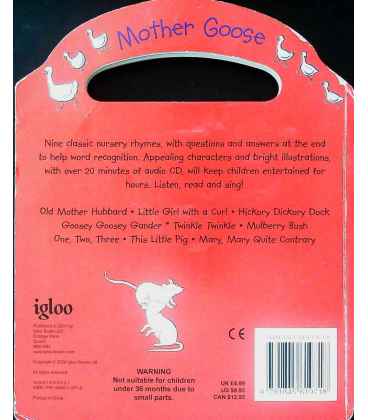 Mother Goose
Nine classic nursery rhymes, with questions and answers at the end
to help word recognition. Appealing characters and bright illustrations,
with over 20 minutes of audio CD, will keep children entertained for
hours. Listen, read and sing!
Old Mother Hubbard • Little Girl with a Curl • Hickory Dickory Dock
Goosey Goosey Gander • Twinkle Twinkle • Mulberry Bush
One, Two, Three • This Little Pig • Mary, Mary Quite Contrary
igloo
WARNING
Not suitable for children
under 36 months due to
small parts.
CE
UK £4.99
US $8.95
CAN $12.95